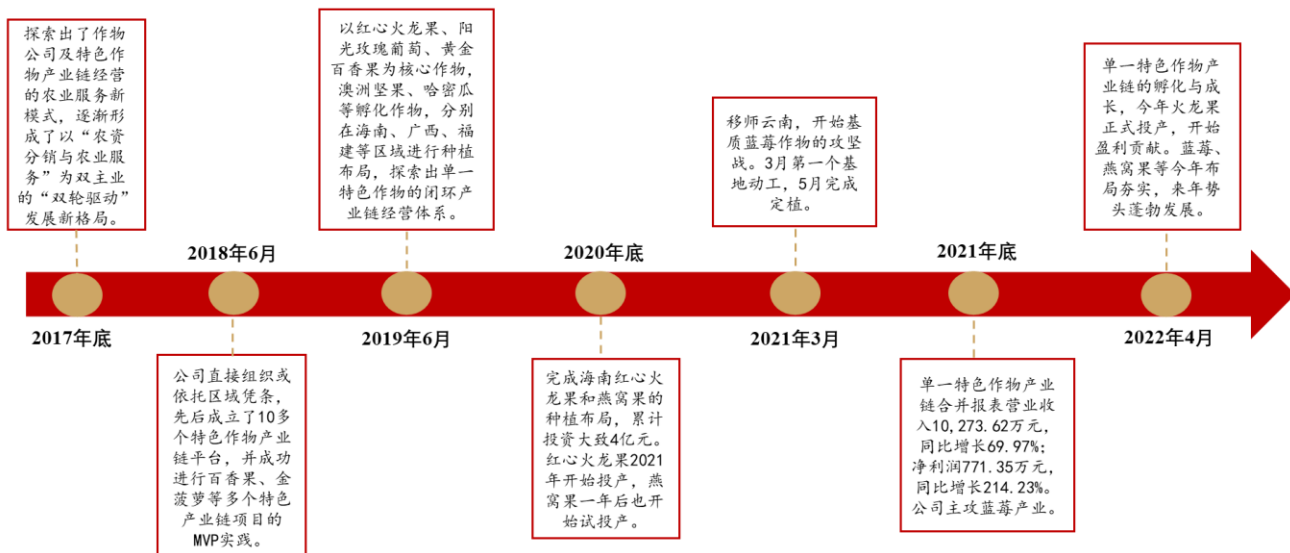 探索出了作物
公司及特色作
物产业链经营
的农业服务新
模式，逐渐形
成了以“农资
分销与农业服
务”为双主业
的“双轮驱动”
发展新格局。
2017年底
2018年6月
公司直接组织或
依托区域凭条，
先后成立了10多
个特色作物产业
链平台，并成功
进行百香果、金
菠萝等多个特色
产业链项目的
MVP实践。
以红心火龙果、阳
光玫瑰葡萄、黄金
百香果为核心作物，
澳洲坚果、哈密瓜
等孵化作物，分别
在海南、广西、福
建等区域进行种植
布局，探索出单一
特色作物的闭环产
业链经营体系。
2019年6月
2020年底
完成海南红心火
龙果和燕窝果的
种植布局，累计
投资大致4亿元。
红心火龙果2021
年开始投产，燕
窝果一年后也开
始试投产。
移师云南，开始基
质蓝莓作物的攻坚
战。3月第一个基
地动工，5月完成
定植。
2021年3月
2021年底
单一特色作物产业
链合并报表营业收
入10,273.62万元，
同比增长69.97%；
净利润771.35万元，
同比增长214.23%。
公司主攻蓝莓产业。
单一特色作物产
业链的孵化与成
长，今年火龙果
正式投产，开始
盈利贡献。蓝莓、
燕窝果等今年布
局夯实，来年势
头蓬勃发展。
2022年4月